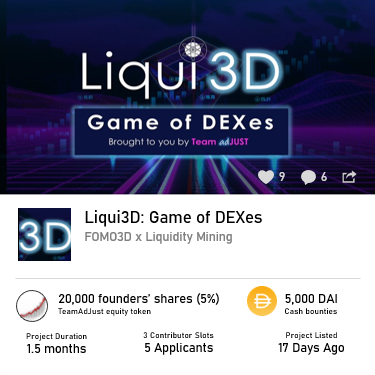 Liqui3D
Game of DEXes
Brought to you by Team adJUST
9 6
3D
Liqui3D: Game of DEXes
FOMO3D x Liquidity Mining
20,000 founders’ shares (5%)
TeamAdJust equity token
5,000 DAI
Cash bounties
Project Duration
1.5 months
3 Contributor Slots
5 Applicants
Project Listed
17 Days Ago